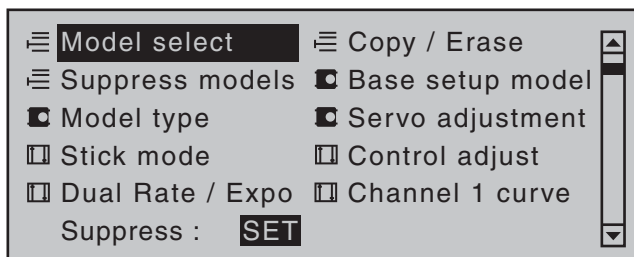 Model select Copy / Erase
Suppress models Base setup model
Model type Servo adjustment
Stick mode Control adjust
Dual Rate / Expo Channel 1 curve
Suppress : SET